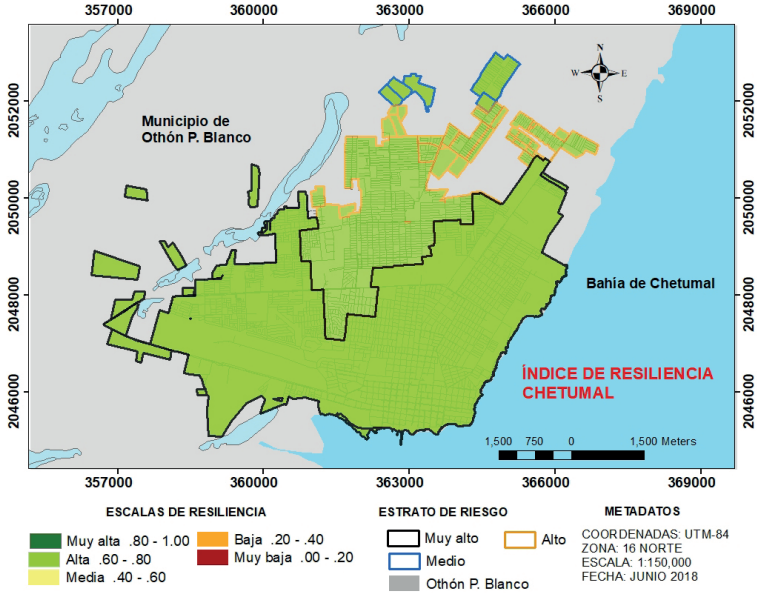 357000 360000 363000 366000 369000
2052000
2050000
2048000
2046000
N
W E
S
Municipio de
Othón P. Blanco
Bahía de Chetumal
ÍNDICE DE RESILIENCIA
CHETUMAL
1,500 750 0 1,500 Meters
2052000
2050000
2048000
2046000
357000 360000 363000 366000 369000
ESCALAS DE RESILIENCIA
Muy alta .80 - 1.00
Alta .60 - .80
Media .40 - .60
Baja .20 - .40
Muy baja .00 - .20
ESTRATO DE RIESGO
Muy alto
Medio
Othón P. Blanco
Alto
METADATOS
COORDENADAS: UTM-84
ZONA: 16 NORTE
ESCALA: 1:150,000
FECHA: JUNIO 2018